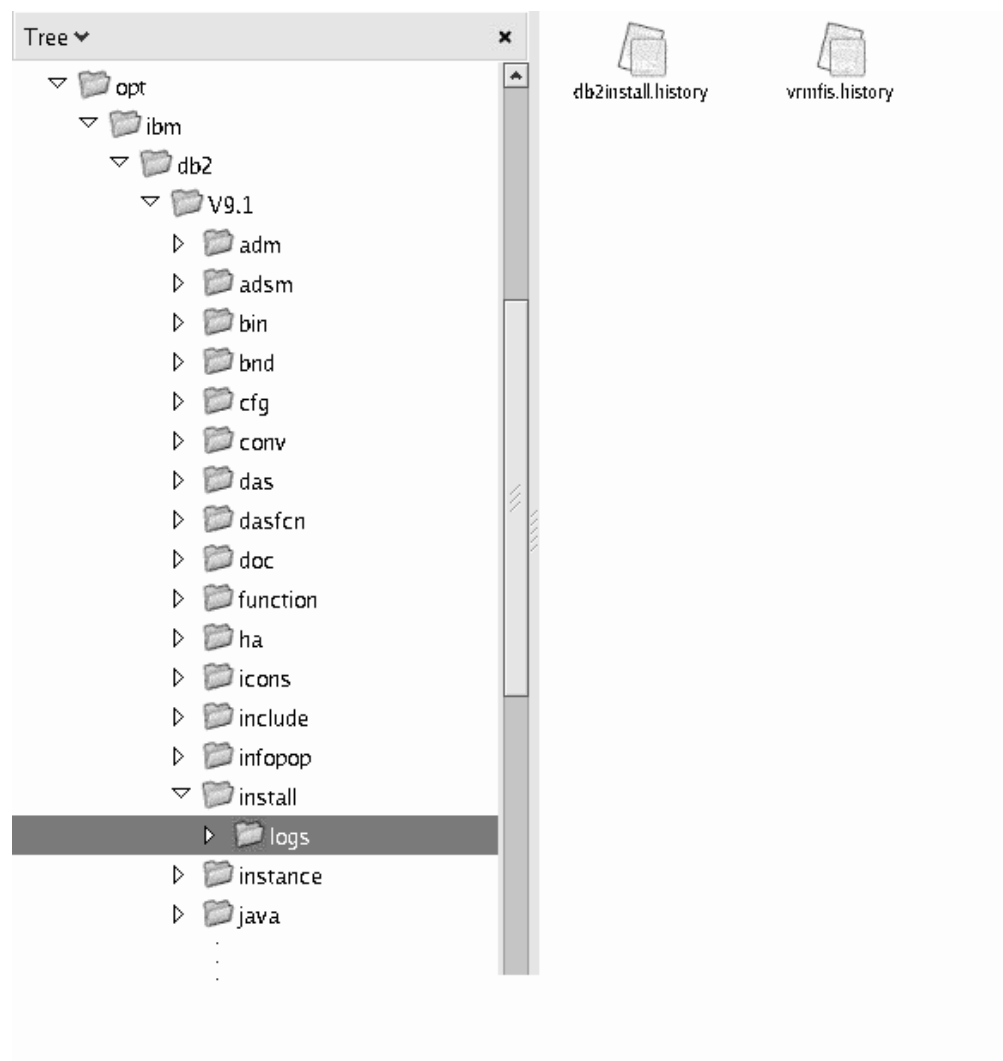 Tree
opt
ibm
db2
V9.1
adm
adsm
bin
bnd
cfg
conv
das
dasfcn
doc
function
ha
icons
include
infopop
install
logs
instance
java
db2install.history
vrmfis.history